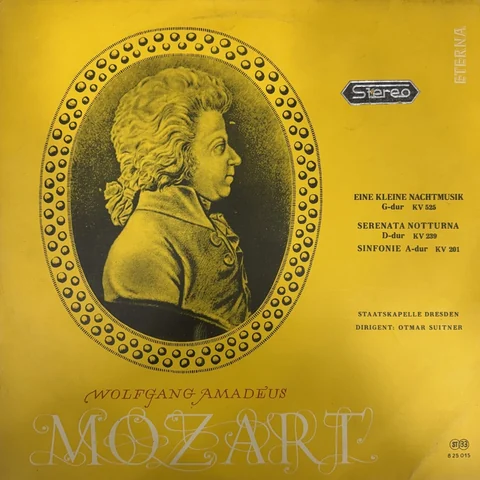 ETERNA
Stereo
EINE KLEINE NACHTMUSIK
G-dur KV 525
SERENATA NOTTURNA
D-dur KV 239
SINFONIE A-dur KV 201
STAATSKAPELLE DRESDEN
DIRIGENT: OTMAR SUITNER
WOLFGANG AMADEUS
MOZART
ST 33
8 25 015